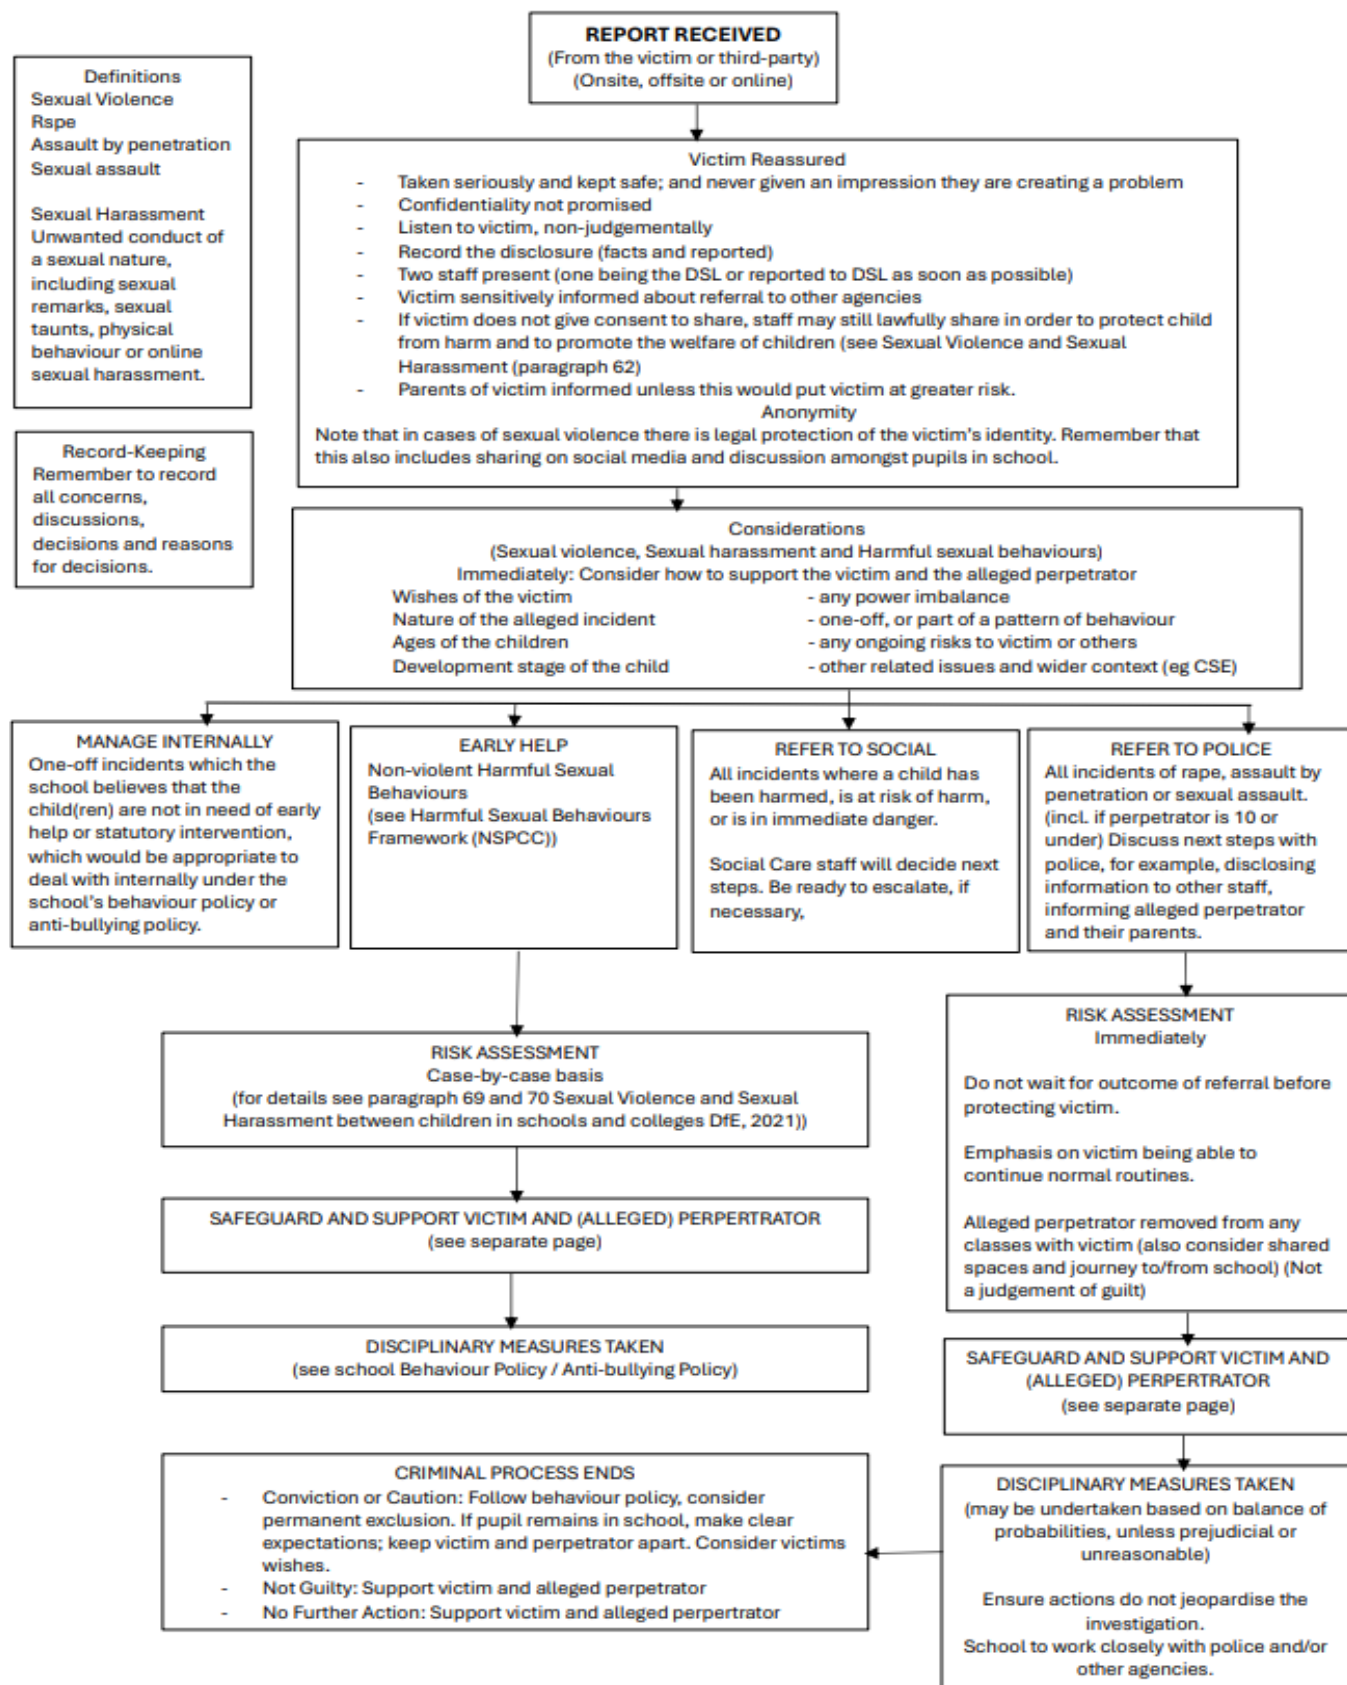 REPORT RECEIVED
(From the victim or third-party)
(Onsite, offsite or online)
Definitions
Sexual Violence
Rspe
Assault by penetration
Sexual assault
Sexual Harassment
Unwanted conduct of
a sexual nature,
including sexual
remarks, sexual
taunts, physical
behaviour or online
sexual harassment.
Record-Keeping
Remember to record
all concerns,
discussions,
decisions and reasons
for decisions.
Victim Reassured
- Taken seriously and kept safe; and never given an impression they are creating a problem
- Confidentiality not promised
- Listen to victim, non-judgementally
- Record the disclosure (facts and reported)
- Two staff present (one being the DSL or reported to DSL as soon as possible)
- Victim sensitively informed about referral to other agencies
- If victim does not give consent to share, staff may still lawfully share in order to protect child
from harm and to promote the welfare of children (see Sexual Violence and Sexual
Harassment (paragraph 62)
- Parents of victim informed unless this would put victim at greater risk.
Anonymity
Note that in cases of sexual violence there is legal protection of the victim's identity. Remember that
this also includes sharing on social media and discussion amongst pupils in school.
Considerations
(Sexual violence, Sexual harassment and Harmful sexual behaviours)
Immediately: Consider how to support the victim and the alleged perpetrator
Wishes of the victim - any power imbalance
Nature of the alleged incident - one-off, or part of a pattern of behaviour
Ages of the children - any ongoing risks to victim or others
Development stage of the child - other related issues and wider context (eg CSE)
MANAGE INTERNALLY
One-off incidents which the
school believes that the
child(ren) are not in need of early
help or statutory intervention,
which would be appropriate to
deal with internally under the
school's behaviour policy or
anti-bullying policy.
EARLY HELP
Non-violent Harmful Sexual
Behaviours
(see Harmful Sexual Behaviours
Framework (NSPCC))
REFER TO SOCIAL
All incidents where a child has
been harmed, is at risk of harm,
or is in immediate danger.
Social Care staff will decide next
steps. Be ready to escalate, if
necessary,
REFER TO POLICE
All incidents of rape, assault by
penetration or sexual assault.
(incl. if perpetrator is 10 or
under) Discuss next steps with
police, for example, disclosing
information to other staff,
informing alleged perpetrator
and their parents.
RISK ASSESSMENT
Case-by-case basis
(for details see paragraph 69 and 70 Sexual Violence and Sexual
Harassment between children in schools and colleges DfE, 2021))
SAFEGUARD AND SUPPORT VICTIM AND (ALLEGED) PERPERTRATOR
(see separate page)
DISCIPLINARY MEASURES TAKEN
(see school Behaviour Policy / Anti-bullying Policy)
RISK ASSESSMENT
Immediately
Do not wait for outcome of referral before
protecting victim.
Emphasis on victim being able to
continue normal routines.
Alleged perpetrator removed from any
classes with victim (also consider shared
spaces and journey to/from school) (Not
a judgement of guilt)
SAFEGUARD AND SUPPORT VICTIM AND
(ALLEGED) PERPERTRATOR
(see separate page)
DISCIPLINARY MEASURES TAKEN
(may be undertaken based on balance of
probabilities, unless prejudicial or
unreasonable)
Ensure actions do not jeopardise the
investigation.
School to work closely with police and/or
other agencies.
CRIMINAL PROCESS ENDS
- Conviction or Caution: Follow behaviour policy, consider
permanent exclusion. If pupil remains in school, make clear
expectations; keep victim and perpetrator apart. Consider victims
wishes.
- Not Guilty: Support victim and alleged perpetrator
- No Further Action: Support victim and alleged perpertrator